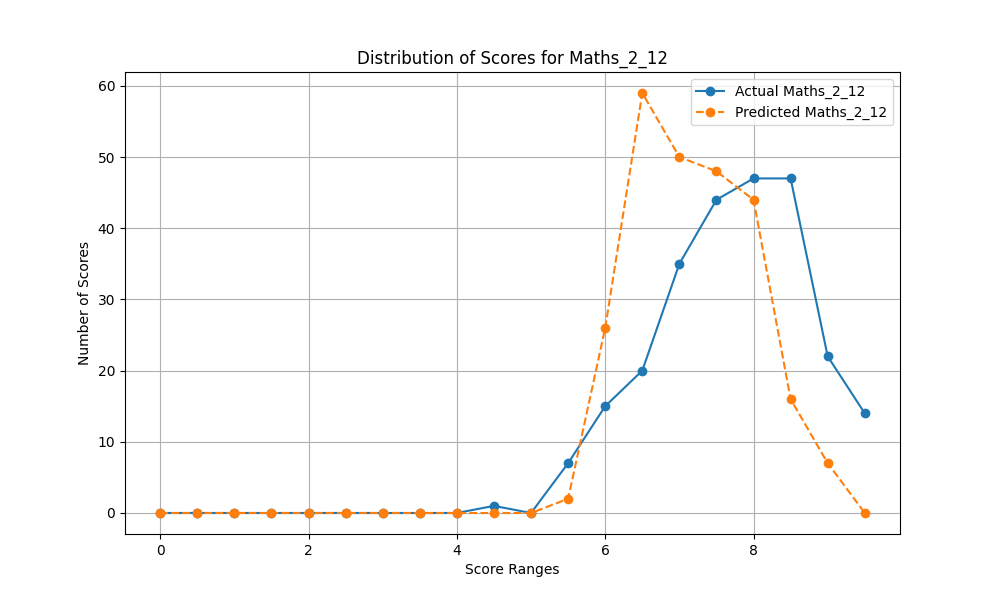 Distribution of Scores for Maths_2_12
Actual Maths_2_12
Predicted Maths_2_12
Number of Scores
60
50
40
30
20
10
0
0 2 4 6 8
Score Ranges